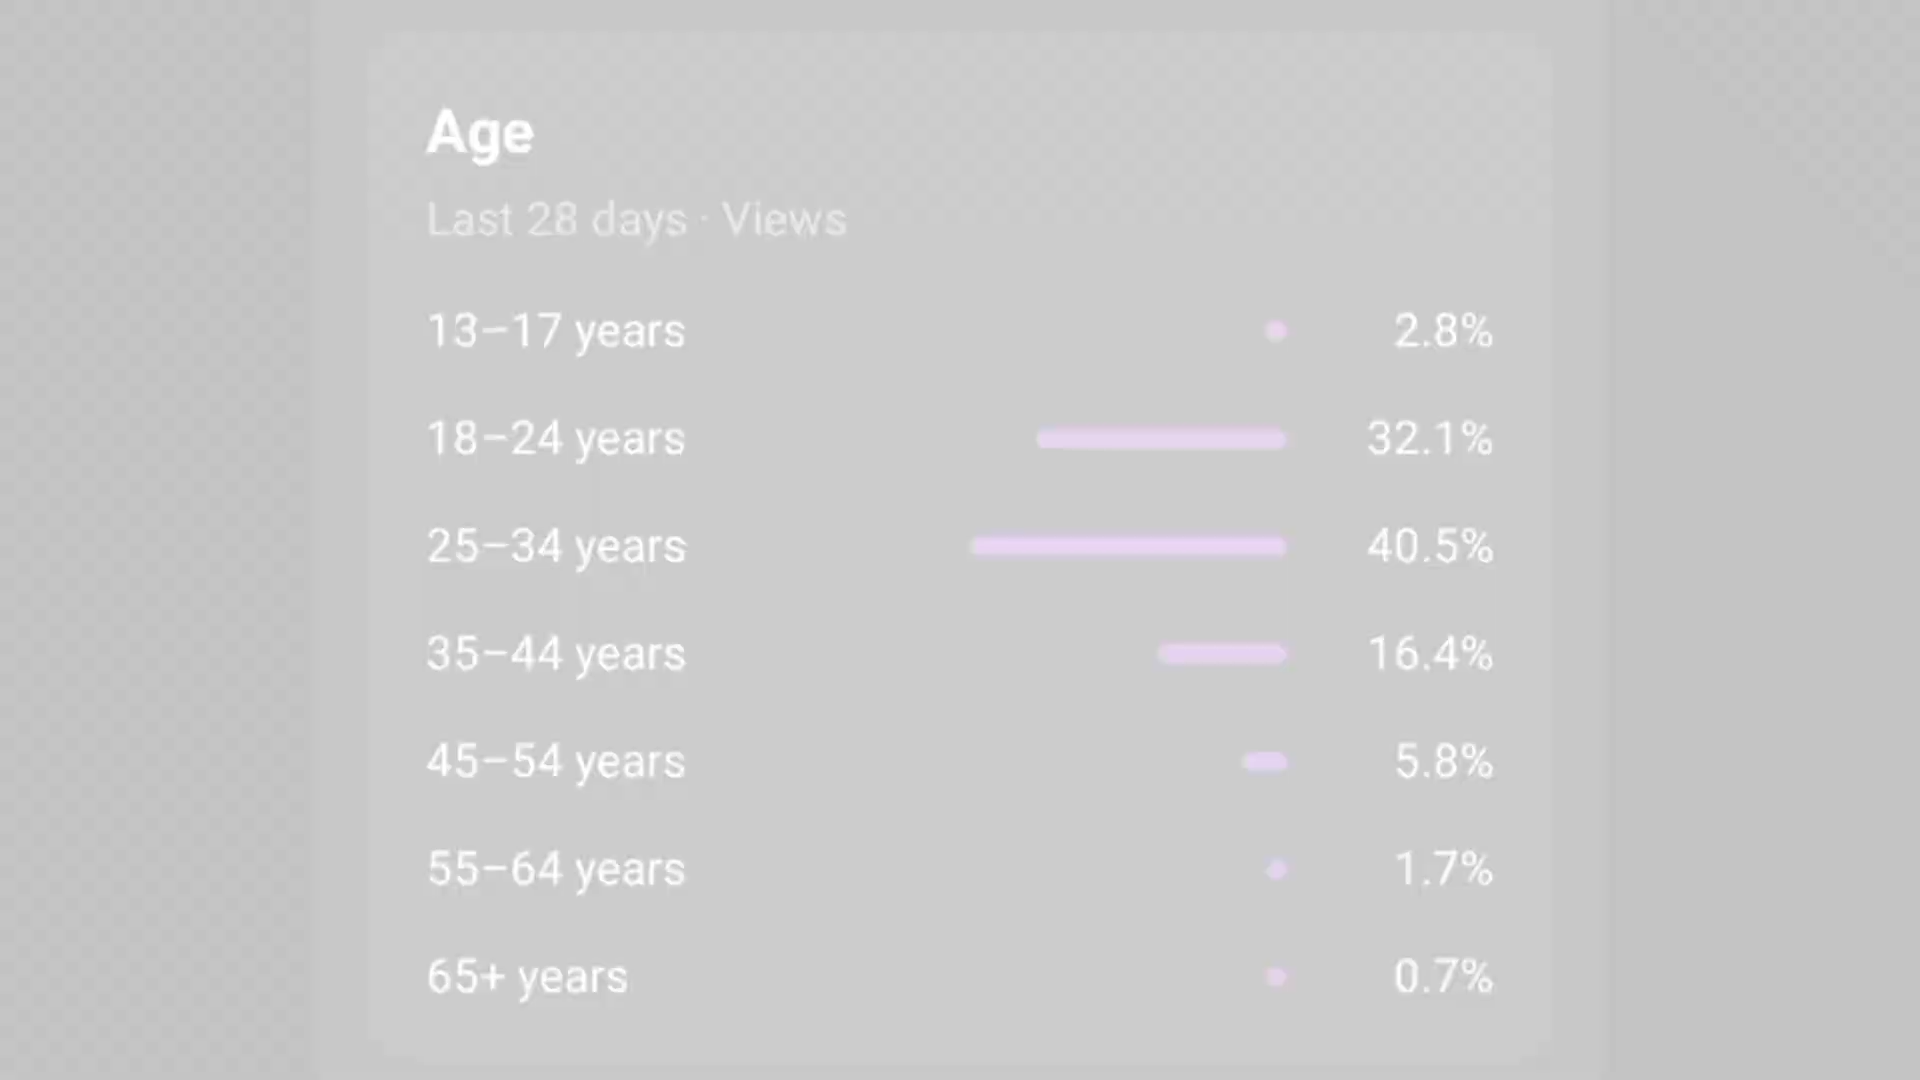 Age
Last 28 days · Views
13–17 years 2.8%
18–24 years 32.1%
25–34 years 40.5%
35–44 years 16.4%
45–54 years 5.8%
55–64 years 1.7%
65+ years 0.7%